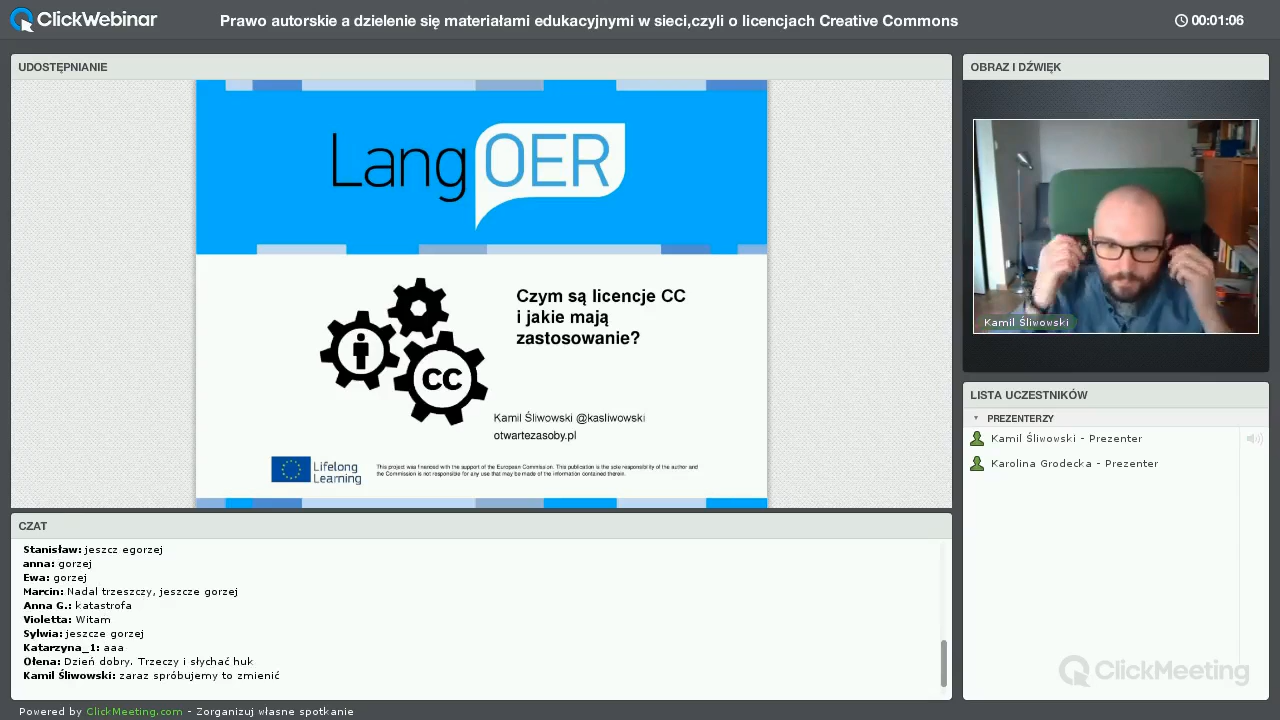 ClickWebinar
Prawo autorskie a dzielenie się materiałami edukacyjnymi w sieci,czyli o licencjach Creative Commons
00:01:06
UDOSTĘPNIANIE
LangOER
Czym są licencje CC
i jakie mają
zastosowanie?
CC
Kamil Śliwowski @kasliwowski
otwartezasoby.pl
Lifelong
Learning
This project was financed with the support of the European Commission. This publication is the sole responsibility of the author and
the Commission is not responsible for any use that may be made of the information contained therein.
OBRAZ I DŹWIĘK
Kamil Śliwowski
LISTA UCZESTNIKÓW
PREZENTERZY
Kamil Śliwowski - Prezenter
Karolina Grodecka - Prezenter
CZAT
Stanisław: jeszcz egorzej
anna: gorzej
Ewa: gorzej
Marcin: Nadal trzeszczy, jeszcze gorzej
Anna G.: katastrofa
Violetta: Witam
Sylwia: jeszcze gorzej
Katarzyna_1: aaa
Ołena: Dzień dobry. Trzeczy i słychać huk
Kamil Śliwowski: zaraz spróbujemy to zmienić
ClickMeeting
Powered by ClickMeeting.com - Zorganizuj własne spotkanie